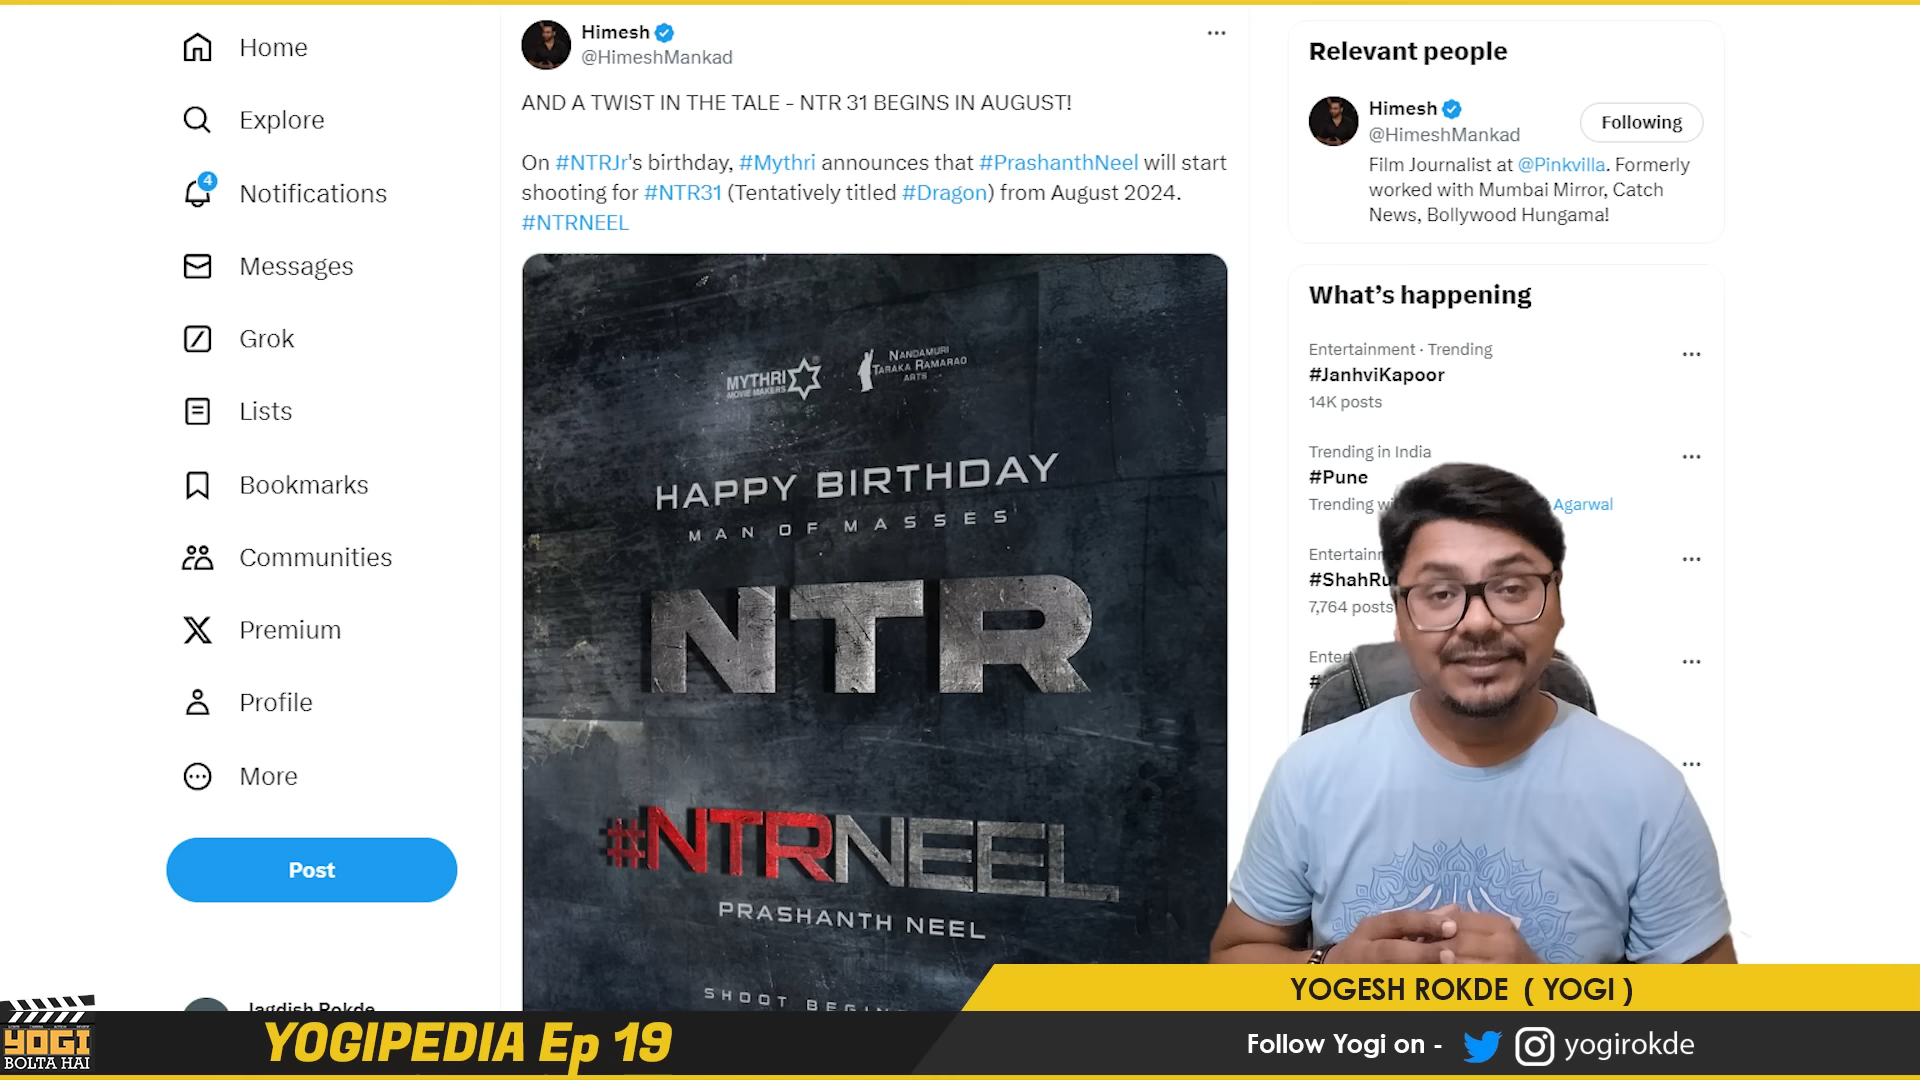 Home
Explore
4
Notifications
Messages
Grok
Lists
Bookmarks
Communities
Premium
Profile
More
Post
Jagdish Rokde
Himesh
@HimeshMankad
AND A TWIST IN THE TALE - NTR 31 BEGINS IN AUGUST!
On #NTRJr's birthday, #Mythri announces that #PrashanthNeel will start
shooting for #NTR31 (Tentatively titled #Dragon) from August 2024.
#NTRNEEL
MYTHRI
MOVIE MAKERS
NANDAMURI
TARAKA RAMARAO
ARTS
HAPPY BIRTHDAY
MAN OF MASSES
NTR
#NTRNEEL
PRASHANTH NEEL
SHOOT
Relevant people
Himesh
@HimeshMankad
Following
Film Journalist at @Pinkvilla. Formerly
worked with Mumbai Mirror, Catch
News, Bollywood Hungama!
What's happening
Entertainment · Trending
#JanhviKapoor
14K posts
Trending in India
#Pune
Trending Agarwal
7,764 posts
YOGESH ROKDE ( YOGI )
YOGI
BOLTA HAI
YOGIPEDIA Ep 19
Follow Yogi on - yogirokde